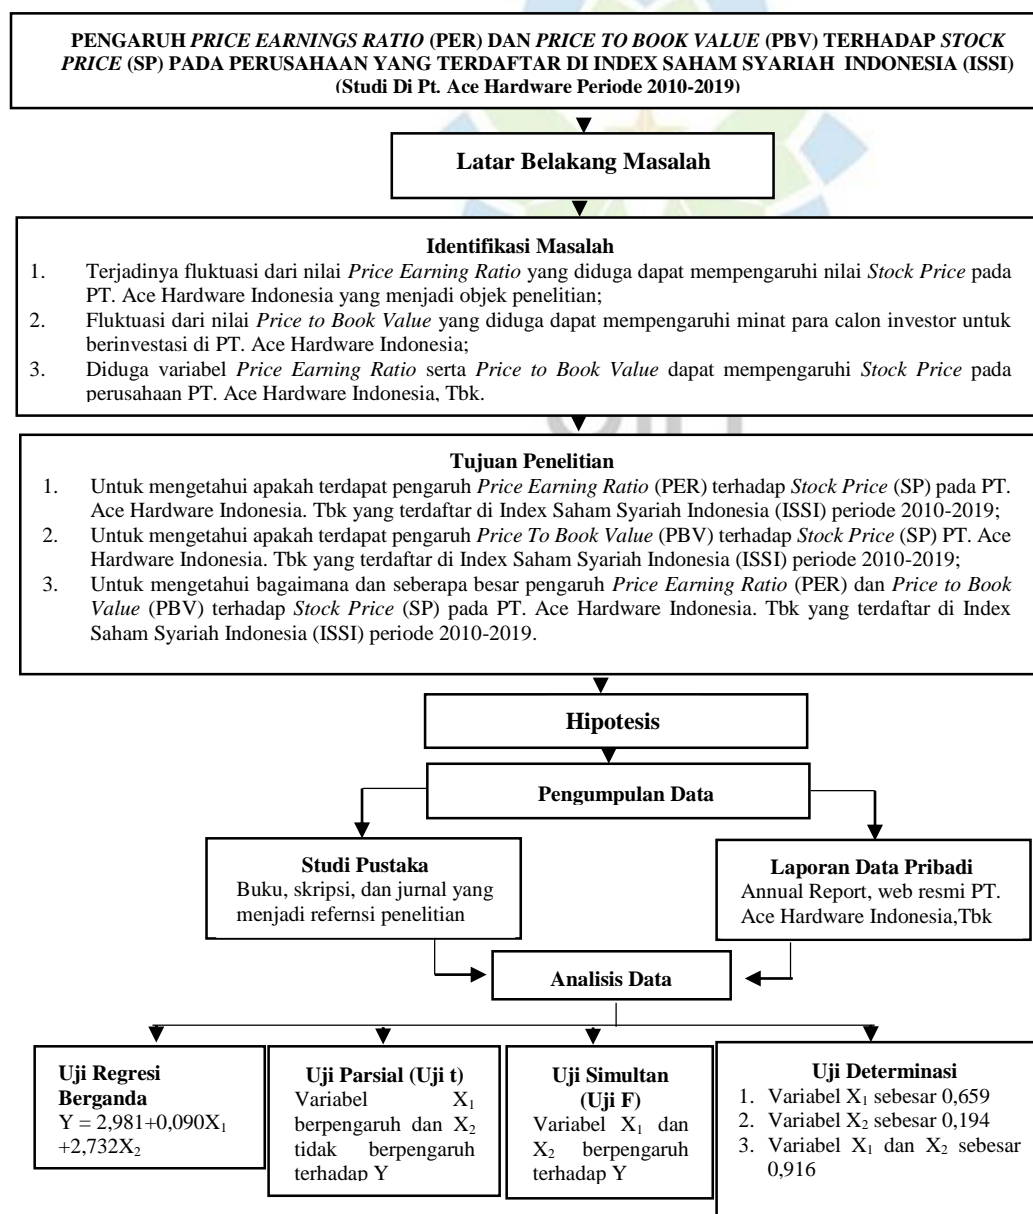 PENGARUH PRICE EARNINGS RATIO (PER) DAN PRICE TO BOOK VALUE (PBV) TERHADAP STOCK
PRICE (SP) PADA PERUSAHAAN YANG TERDAFTAR DI INDEX SAHAM SYARIAH INDONESIA (ISSI)
(Studi Di Pt. Ace Hardware Periode 2010-2019)
Latar Belakang Masalah
Identifikasi Masalah
1. Terjadinya fluktuasi dari nilai Price Earning Ratio yang diduga dapat mempengaruhi nilai Stock Price pada
PT. Ace Hardware Indonesia yang menjadi objek penelitian;
2. Fluktuasi dari nilai Price to Book Value yang diduga dapat mempengaruhi minat para calon investor untuk
berinvestasi di PT. Ace Hardware Indonesia;
3. Diduga variabel Price Earning Ratio serta Price to Book Value dapat mempengaruhi Stock Price pada
perusahaan PT. Ace Hardware Indonesia, Tbk.
Tujuan Penelitian
1. Untuk mengetahui apakah terdapat pengaruh Price Earning Ratio (PER) terhadap Stock Price (SP) pada PT.
Ace Hardware Indonesia. Tbk yang terdaftar di Index Saham Syariah Indonesia (ISSI) periode 2010-2019;
2. Untuk mengetahui apakah terdapat pengaruh Price To Book Value (PBV) terhadap Stock Price (SP) PT. Ace
Hardware Indonesia. Tbk yang terdaftar di Index Saham Syariah Indonesia (ISSI) periode 2010-2019;
3. Untuk mengetahui bagaimana dan seberapa besar pengaruh Price Earning Ratio (PER) dan Price to Book
Value (PBV) terhadap Stock Price (SP) pada PT. Ace Hardware Indonesia. Tbk yang terdaftar di Index
Saham Syariah Indonesia (ISSI) periode 2010-2019.
Hipotesis
Pengumpulan Data
Studi Pustaka
Buku, skripsi, dan jurnal yang
menjadi refernsi penelitian
Laporan Data Pribadi
Annual Report, web resmi PT.
Ace Hardware Indonesia,Tbk
Analisis Data
Uji Regresi
Berganda
Y = 2,981+0,090X₁
+2,732X₂
Uji Parsial (Uji t)
Variabel X₁
berpengaruh dan X₂
tidak berpengaruh
terhadap Y
Uji Simultan
(Uji F)
Variabel X₁ dan
X₂ berpengaruh
terhadap Y
Uji Determinasi
1. Variabel X₁ sebesar 0,659
2. Variabel X₂ sebesar 0,194
3. Variabel X₁ dan X₂ sebesar
0,916